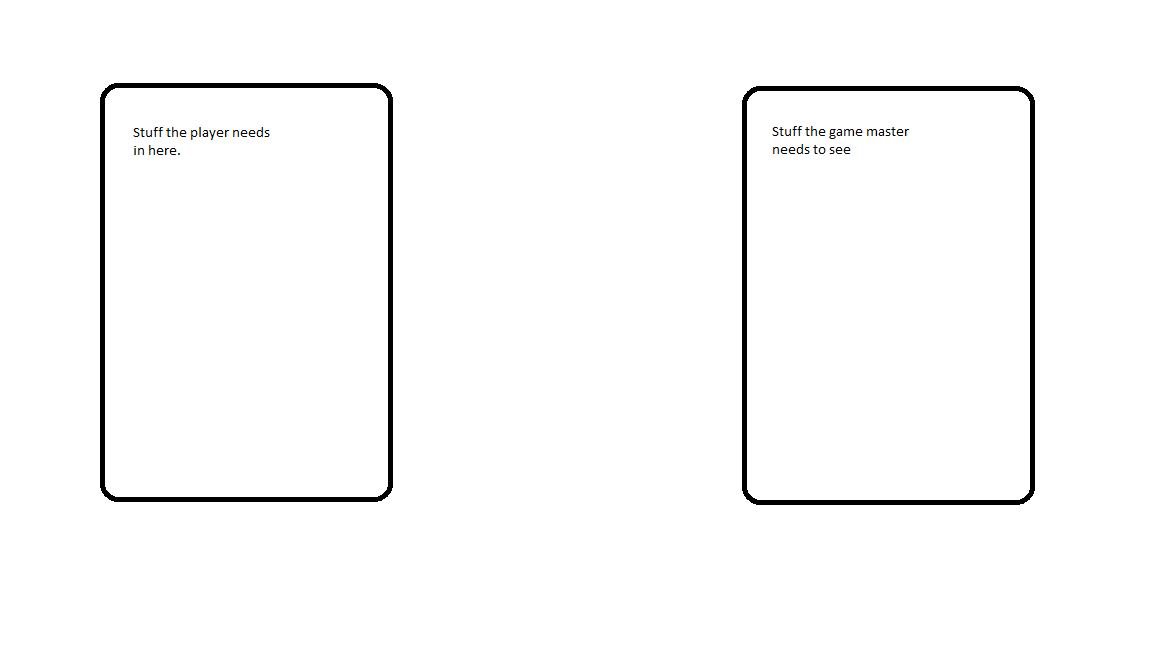 Stuff the player needs
in here.
Stuff the game master
needs to see